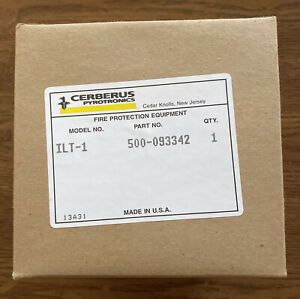 CERBERUS
PYROTRONICS
Cedar Knolls, New Jersey
FIRE PROTECTION EQUIPMENT
MODEL NO. PART NO. QTY.
ILT-1 500-093342 1
13A31
MADE IN U.S.A.